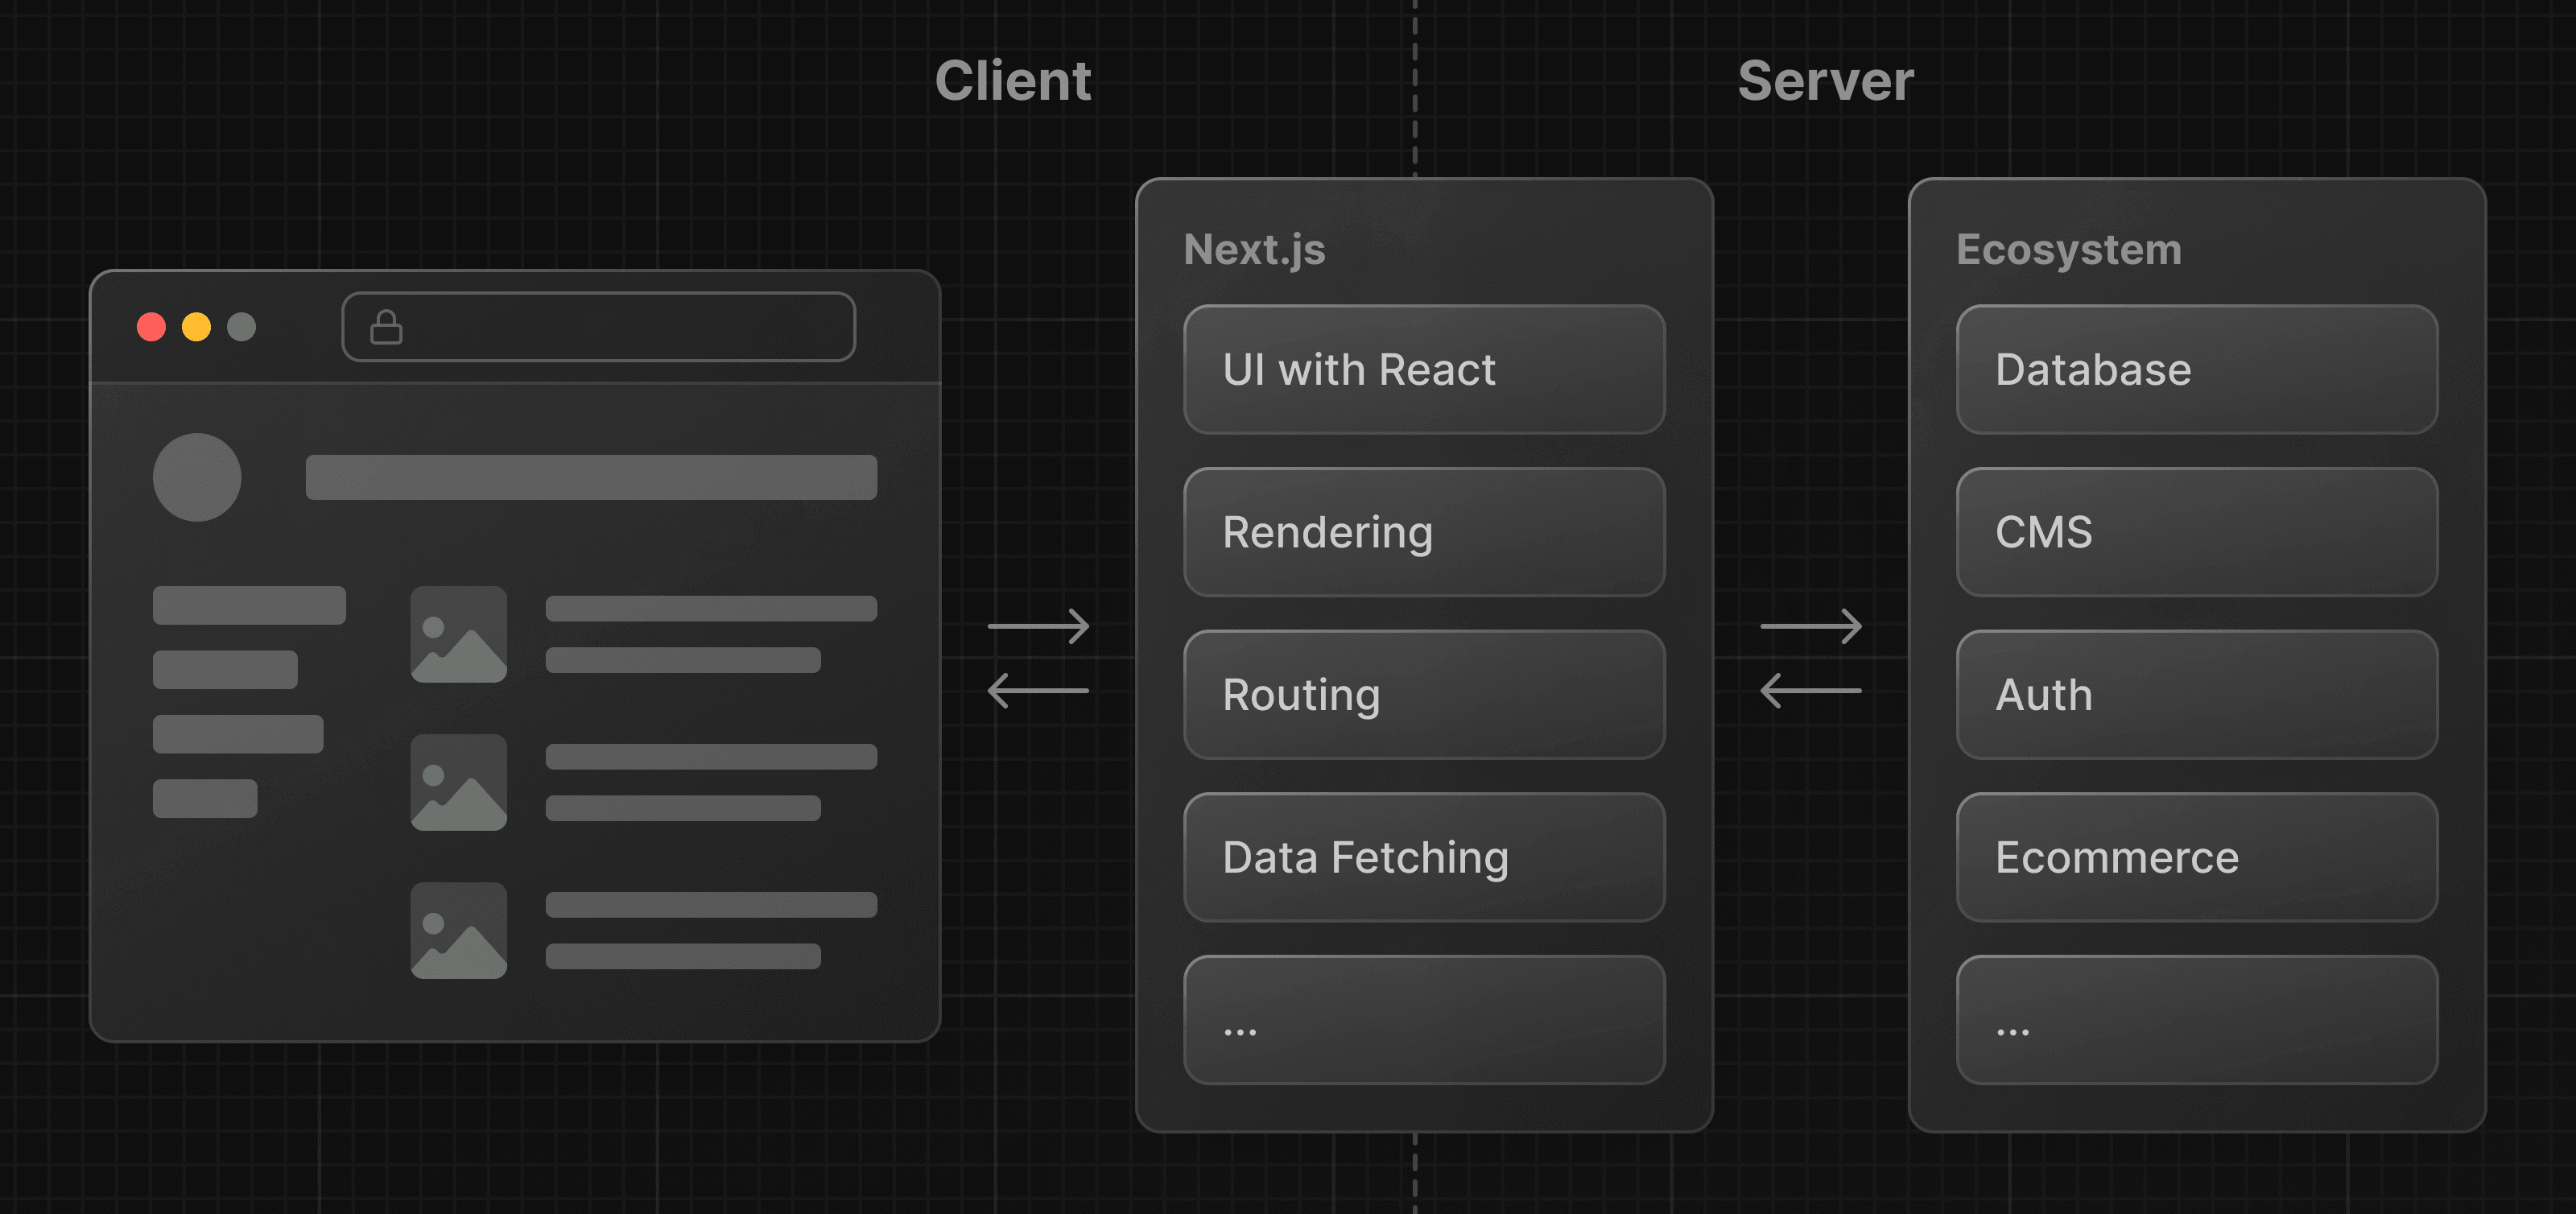 Client
Server
Next.js
UI with React
Rendering
Routing
Data Fetching
...
Ecosystem
Database
CMS
Auth
Ecommerce
...